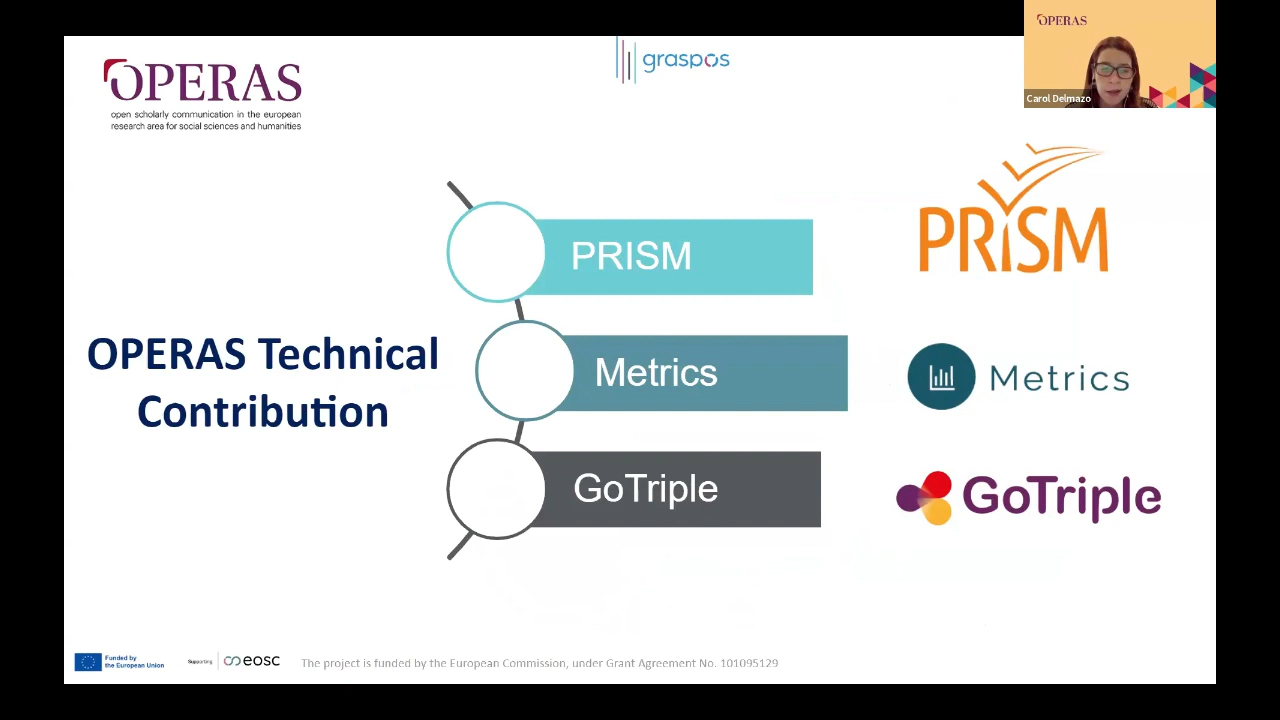 OPERAS
open scholarly communication in the european
research area for social sciences and humanities
graspos
OPERAS
Carol Delmazo
OPERAS Technical
Contribution
PRISM
Metrics
GoTriple
PRiSM
Metrics
GoTriple
Funded by
the European Union
Supporting
eosc
The project is funded by the European Commission, under Grant Agreement No. 101095129